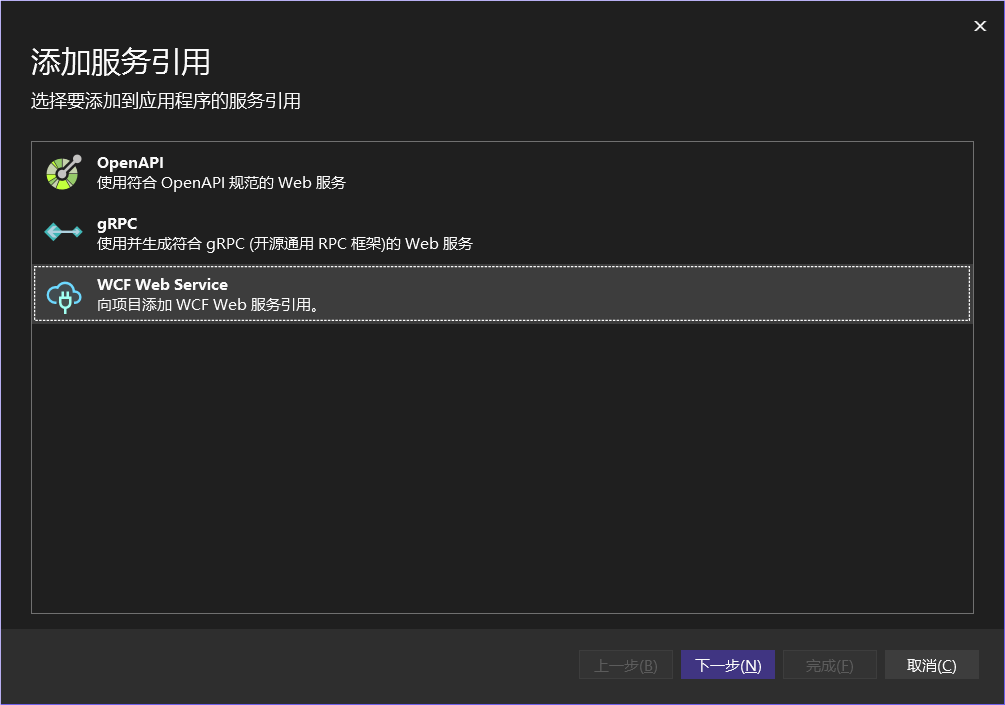 添加服务引用
选择要添加到应用程序的服务引用
OpenAPI
使用符合 OpenAPI 规范的 Web 服务
gRPC
使用并生成符合 gRPC (开源通用 RPC 框架)的 Web 服务
WCF Web Service
向项目添加 WCF Web 服务引用。
上一步(B) 下一步(N) 完成(F) 取消(C)